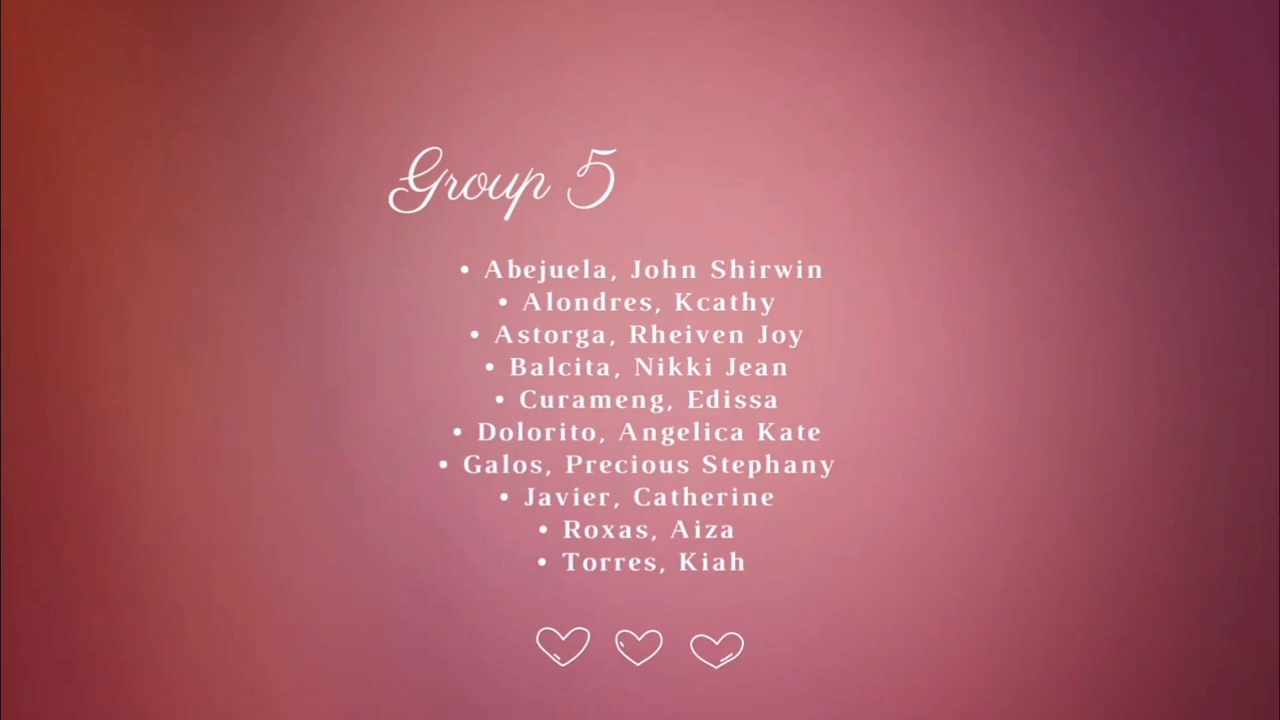 Group 5
• Abejuela, John Shirwin
• Alondres, Kcathy
• Astorga, Rheiven Joy
• Balcita, Nikki Jean
• Curameng, Edissa
• Dolorito, Angelica Kate
• Galos, Precious Stephany
• Javier, Catherine
• Roxas, Aiza
• Torres, Kiah